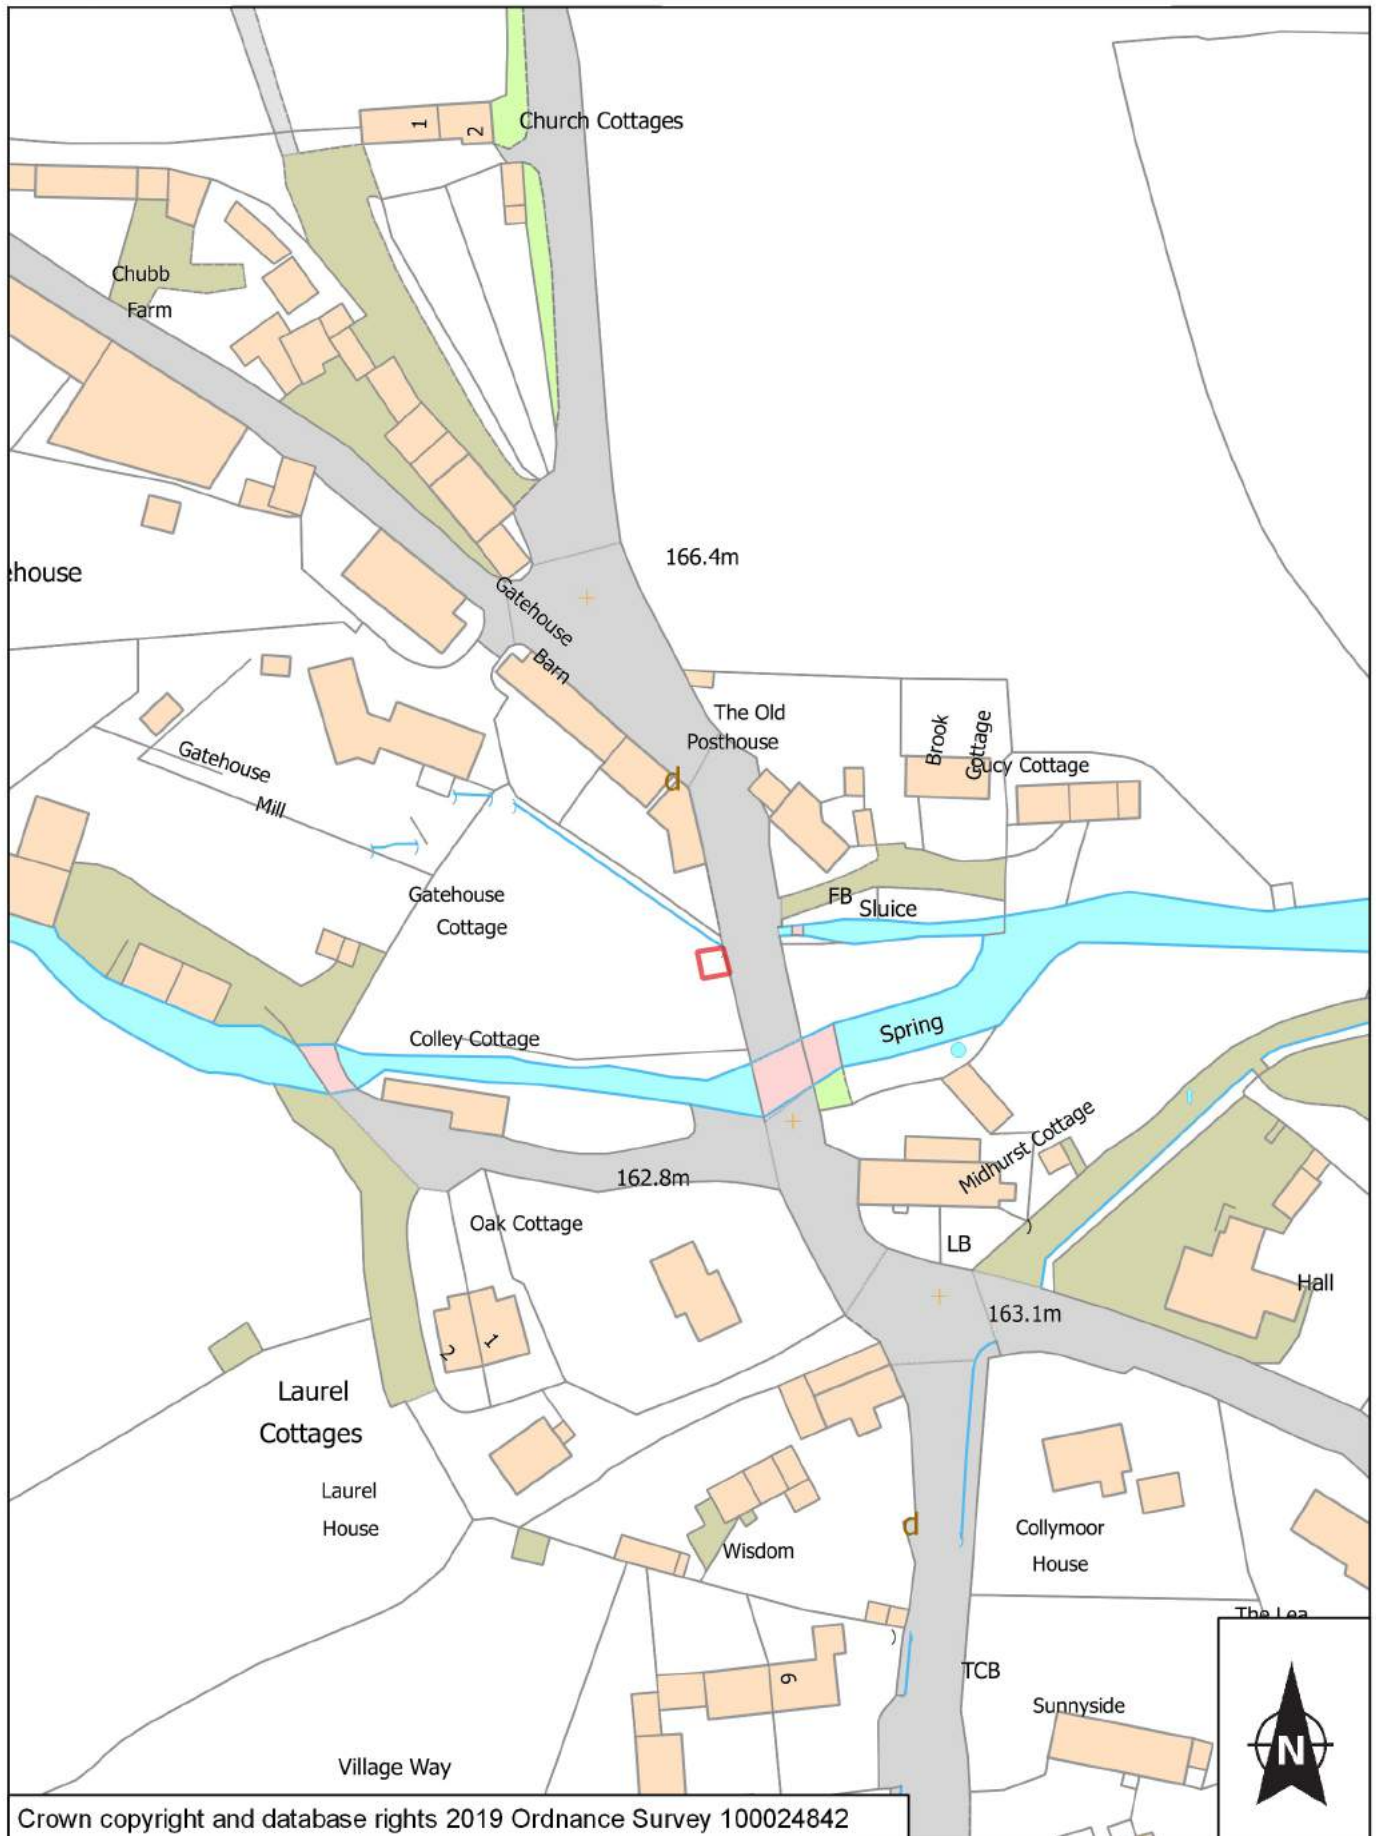 1
2
Church Cottages
Chubb
Farm
166.4m
ehouse
Gatehouse
Barn
The Old
Posthouse
Brook
Cottage
Gatehouse
Mill
d
Cucy Cottage
Gatehouse
Cottage
FB
Sluice
Spring
Colley Cottage
Midhurst Cottage
162.8m
Oak Cottage
LB
Hall
163.1m
1
2
Laurel
Cottages
Laurel
House
d
Collymoor
House
Wisdom
The Lea
TCB
6
Sunnyside
Village Way
N
Crown copyright and database rights 2019 Ordnance Survey 100024842